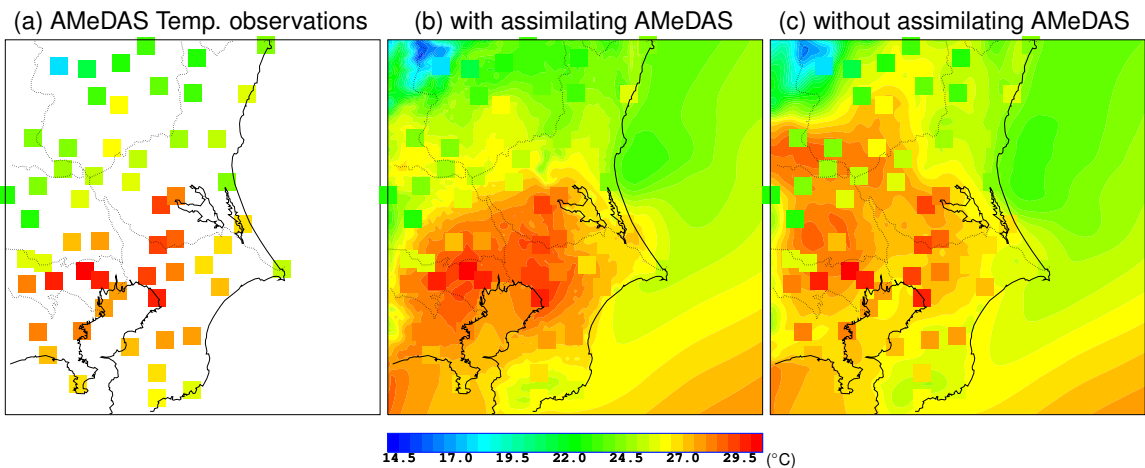 (a) AMeDAS Temp. observations
(b) with assimilating AMeDAS
(c) without assimilating AMeDAS
14.5 17.0 19.5 22.0 24.5 27.0 29.5 (°C)